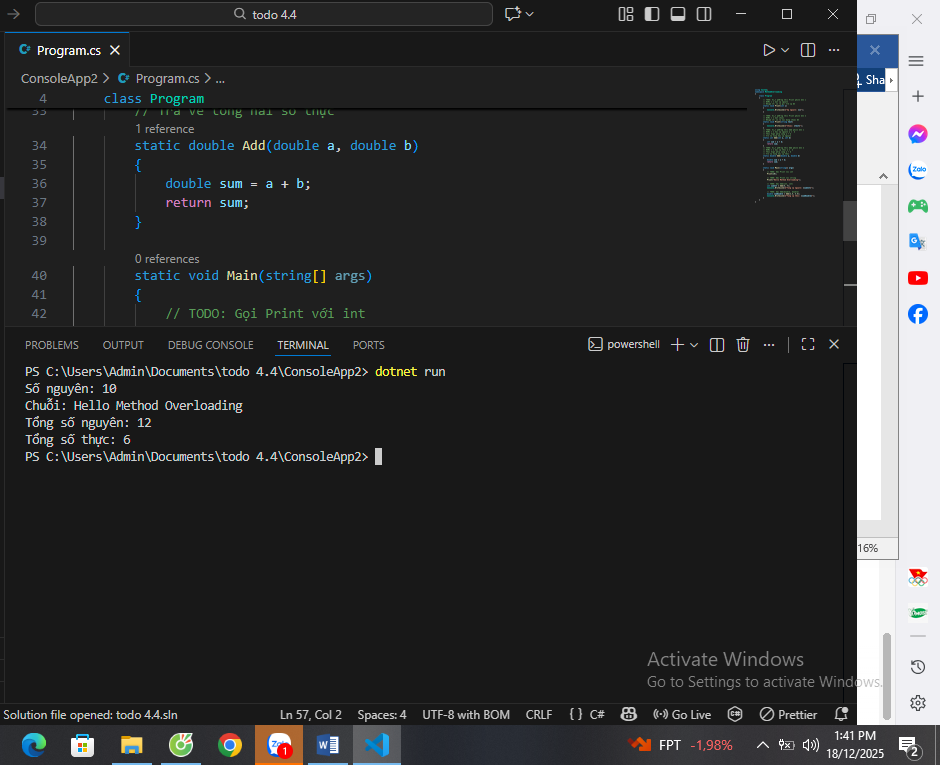 todo 4.4
Program.cs
ConsoleApp2 > Program.cs > ...
4 class Program
33 // Trả về tổng hai số thực
1 reference
34 static double Add(double a, double b)
35 {
36 double sum = a + b;
37 return sum;
38 }
39
0 references
40 static void Main(string[] args)
41 {
42 // TODO: Gọi Print với int
PROBLEMS OUTPUT DEBUG CONSOLE TERMINAL PORTS
powershell
PS C:\Users\Admin\Documents\todo 4.4\ConsoleApp2> dotnet run
Số nguyên: 10
Chuỗi: Hello Method Overloading
Tổng số nguyên: 12
Tổng số thực: 6
PS C:\Users\Admin\Documents\todo 4.4\ConsoleApp2>
Sha
16%
Zalo
Activate Windows
Go to Settings to activate Windows.
Solution file opened: todo 4.4.sln Ln 57, Col 2 Spaces: 4 UTF-8 with BOM CRLF { } C# Go Live Prettier
FPT -1,98%
1:41 PM
18/12/2025
1
2